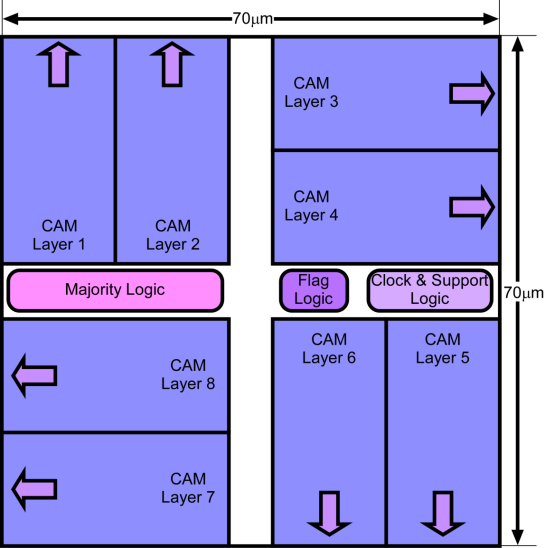 70μm
CAM
Layer 1
CAM
Layer 2
CAM
Layer 3
CAM
Layer 4
Majority Logic
Flag
Logic
Clock & Support
Logic
70μm
CAM
Layer 8
CAM
Layer 7
CAM
Layer 6
CAM
Layer 5